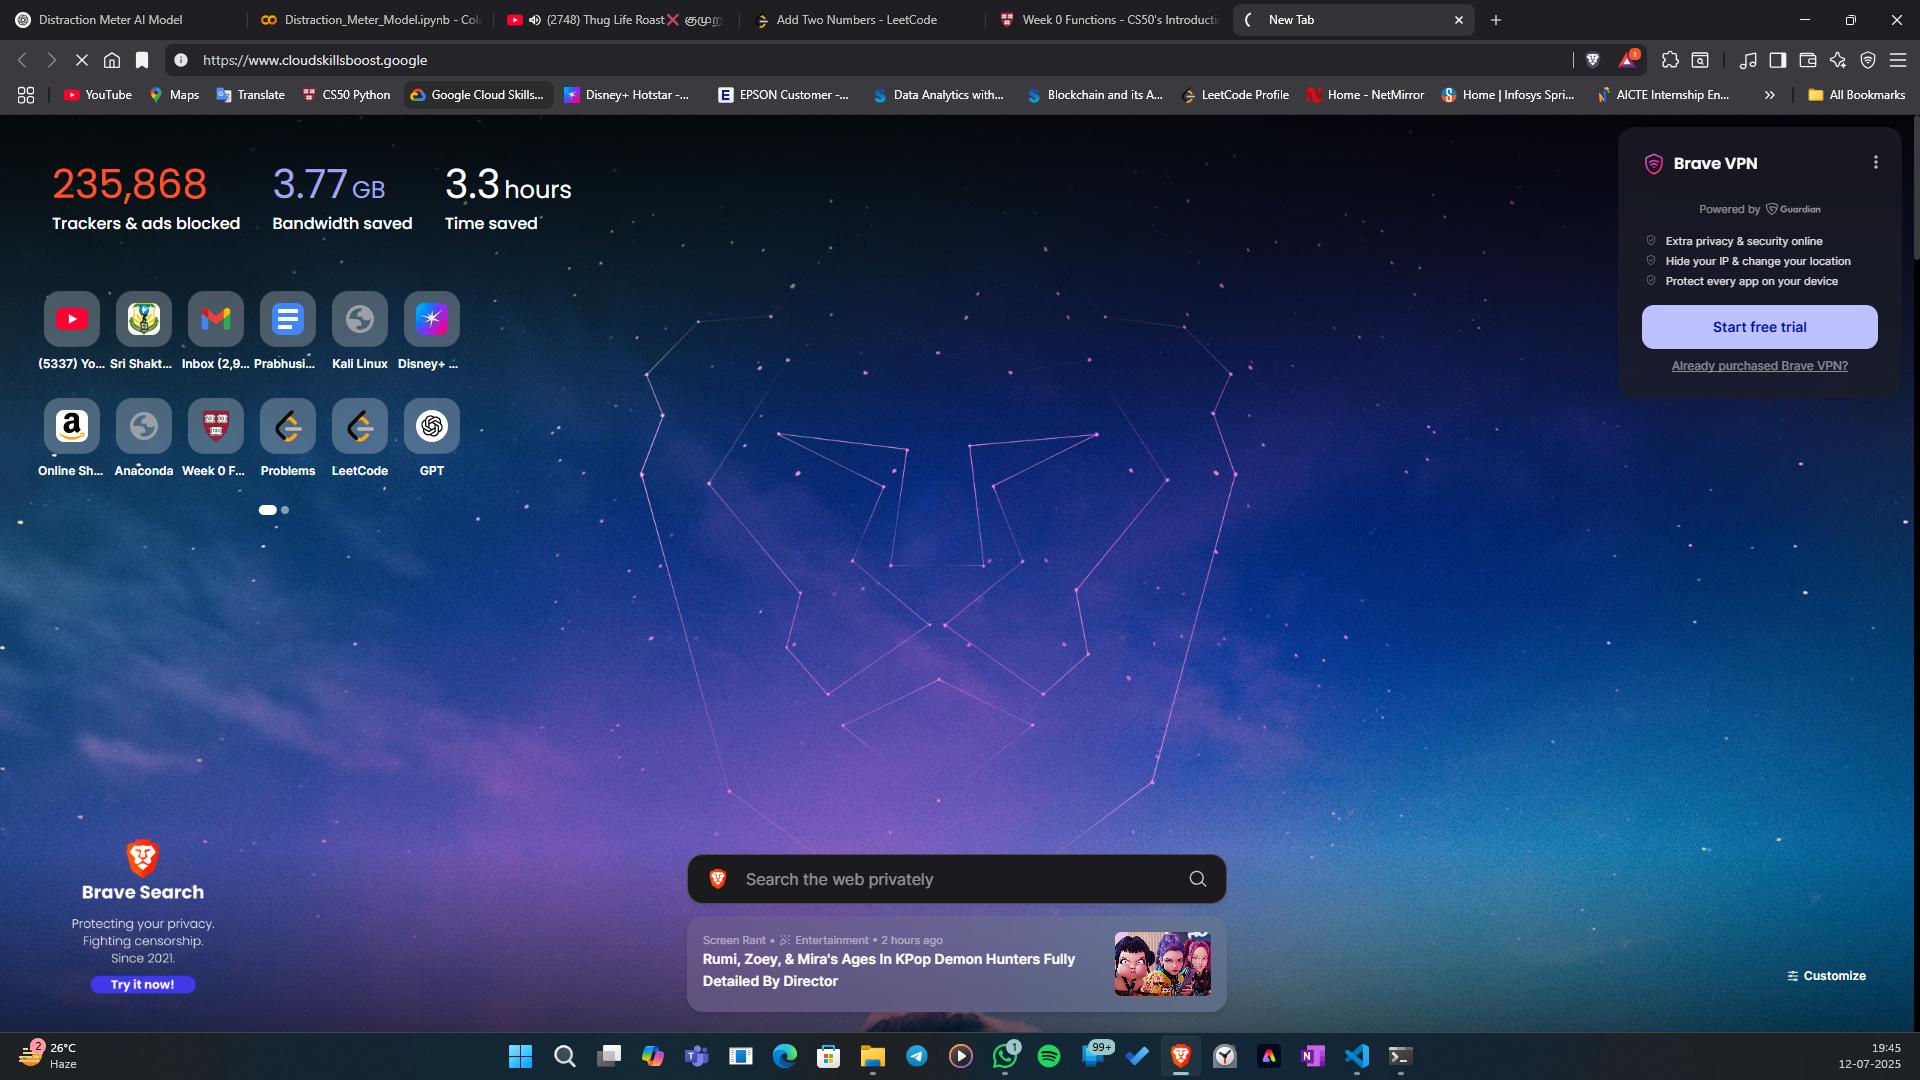 Distraction Meter AI Model
Distraction_Meter_Model.ipynb - Col
(2748) Thug Life Roast❌ குமுற
Add Two Numbers - LeetCode
Week 0 Functions - CS50's Introducti
New Tab
https://www.cloudskillsboost.google
1
YouTube
Maps
Translate
CS50 Python
Google Cloud Skills...
Disney+ Hotstar -...
EPSON Customer -...
Data Analytics with...
Blockchain and its A...
LeetCode Profile
Home - NetMirror
Home | Infosys Spri...
AICTE Internship En...
All Bookmarks
235,868
Trackers & ads blocked
3.77 GB
Bandwidth saved
3.3 hours
Time saved
Brave VPN
Powered by Guardian
Extra privacy & security online
Hide your IP & change your location
Protect every app on your device
Start free trial
Already purchased Brave VPN?
(5337) Yo...
Sri Shakt...
Inbox (2,9...
Prabhusi...
Kali Linux
Disney+ ...
Online Sh...
Anaconda
Week 0 F...
Problems
LeetCode
GPT
Brave Search
Protecting your privacy.
Fighting censorship.
Since 2021.
Try it now!
Search the web privately
Screen Rant • Entertainment • 2 hours ago
Rumi, Zoey, & Mira's Ages In KPop Demon Hunters Fully
Detailed By Director
Customize
2
26°C
Haze
1
99+
19:45
12-07-2025